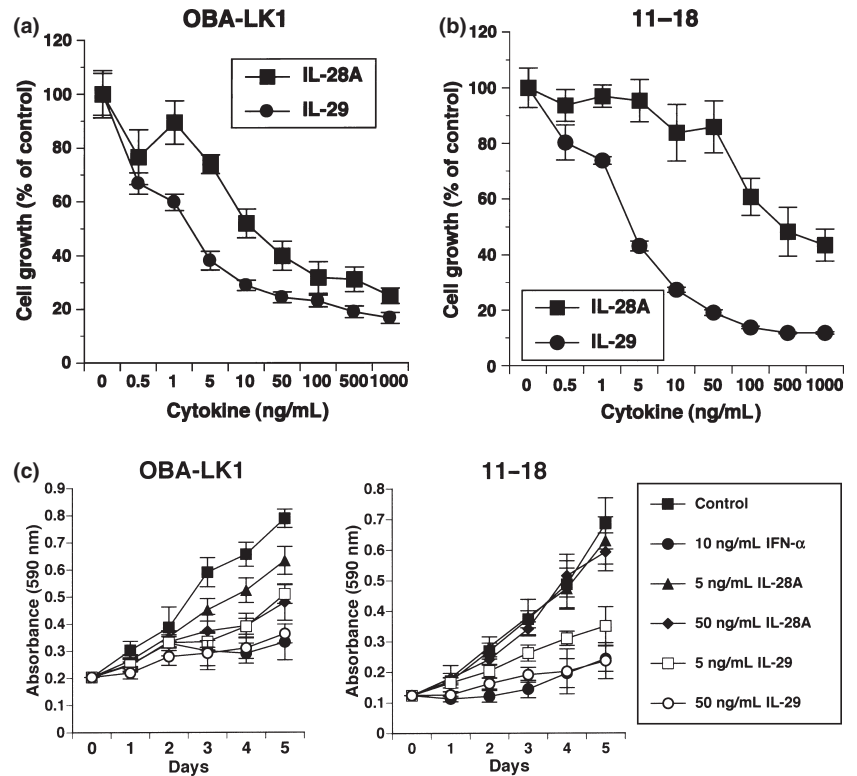 (a)
OBA-LK1
120
100
80
60
40
20
0
Cell growth (% of control)
IL-28A
IL-29
0 0.5 1 5 10 50 100 500 1000
Cytokine (ng/mL)
(b)
11–18
120
100
80
60
40
20
0
Cell growth (% of control)
IL-28A
IL-29
0 0.5 1 5 10 50 100 500 1000
Cytokine (ng/mL)
(c)
OBA-LK1
0.9
0.8
0.7
0.6
0.5
0.4
0.3
0.2
0.1
0
Absorbance (590 nm)
0 1 2 3 4 5
Days
11–18
0.8
0.7
0.6
0.5
0.4
0.3
0.2
0.1
0
Absorbance (590 nm)
0 1 2 3 4 5
Days
Control
10 ng/mL IFN-α
5 ng/mL IL-28A
50 ng/mL IL-28A
5 ng/mL IL-29
50 ng/mL IL-29